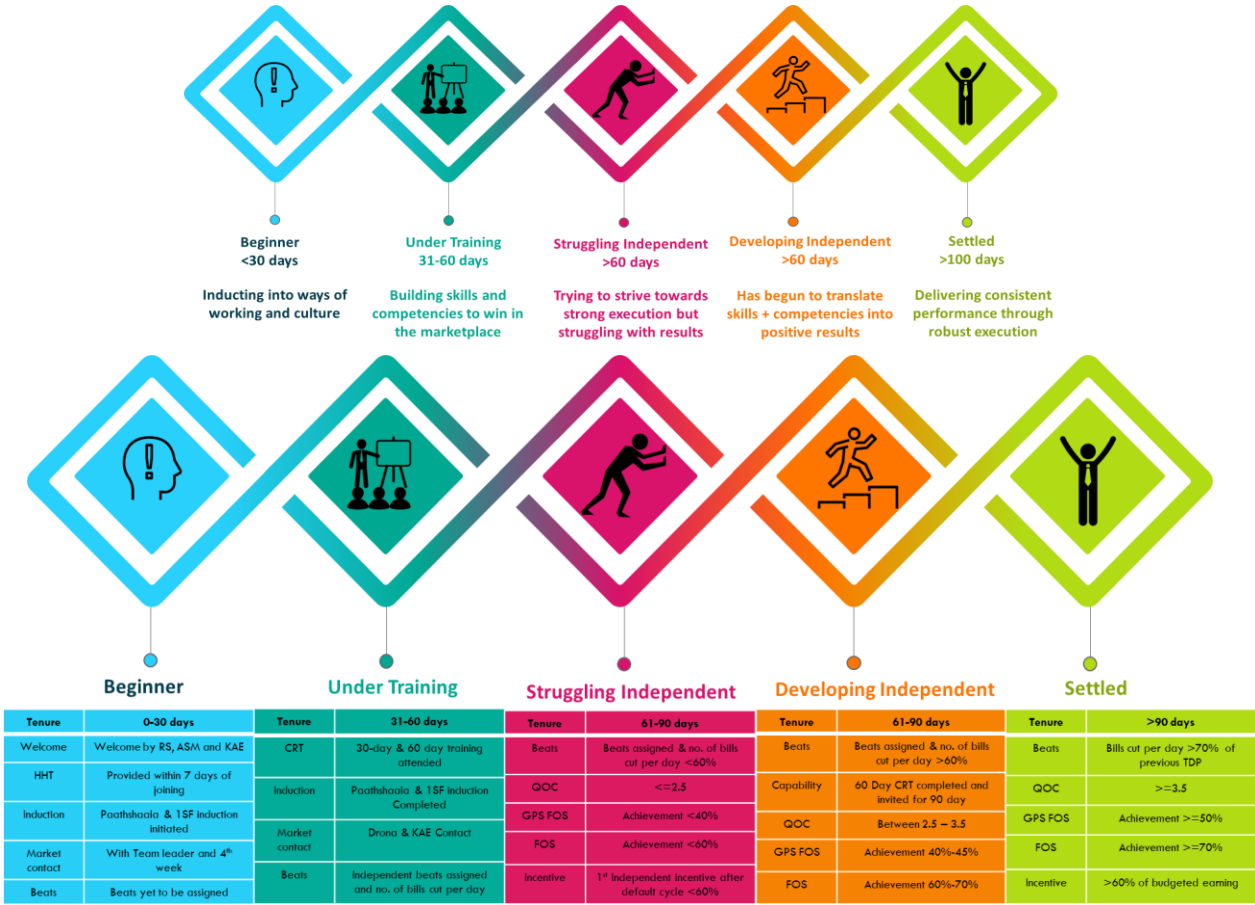 Beginner
<30 days
Inducting into ways of
working and culture
Under Training
31-60 days
Building skills and
competencies to win in
the marketplace
Struggling Independent
>60 days
Trying to strive towards
strong execution but
struggling with results
Developing Independent
>60 days
Has begun to translate
skills + competencies into
positive results
Settled
>100 days
Delivering consistent
performance through
robust execution
Beginner
Tenure 0-30 days
Welcome Welcome by RS, ASM and KAE
HHT Provided within 7 days of
joining
Induction Paathshaala & 1SF induction
initiated
Market
contact
With Team leader and 4th
week
Beats Beats yet to be assigned
Under Training
Tenure 31-60 days
CRT 30-day & 60 day training
attended
Induction Paathshaala & 1SF induction
Completed
Market
contact
Drona & KAE Contact
Beats Independent beats assigned
and no. of bills cut per day
Struggling Independent
Tenure 61-90 days
Beats Beats assigned & no. of bills
cut per day <60%
QOC <=2.5
GPS FOS Achievement <40%
FOS Achievement <60%
Incentive 1st independent incentive after
default cycle <60%
Developing Independent
Tenure 61-90 days
Beats Beats assigned & no. of bills
cut per day >60%
Capability 60 Day CRT completed and
invited for 90 day
QOC Between 2.5 – 3.5
GPS FOS Achievement 40%-45%
FOS Achievement 60%-70%
Settled
Tenure >90 days
Beats Bills cut per day >70% of
previous TDP
QOC >=3.5
GPS FOS Achievement >=50%
FOS Achievement >=70%
Incentive >60% of budgeted earning